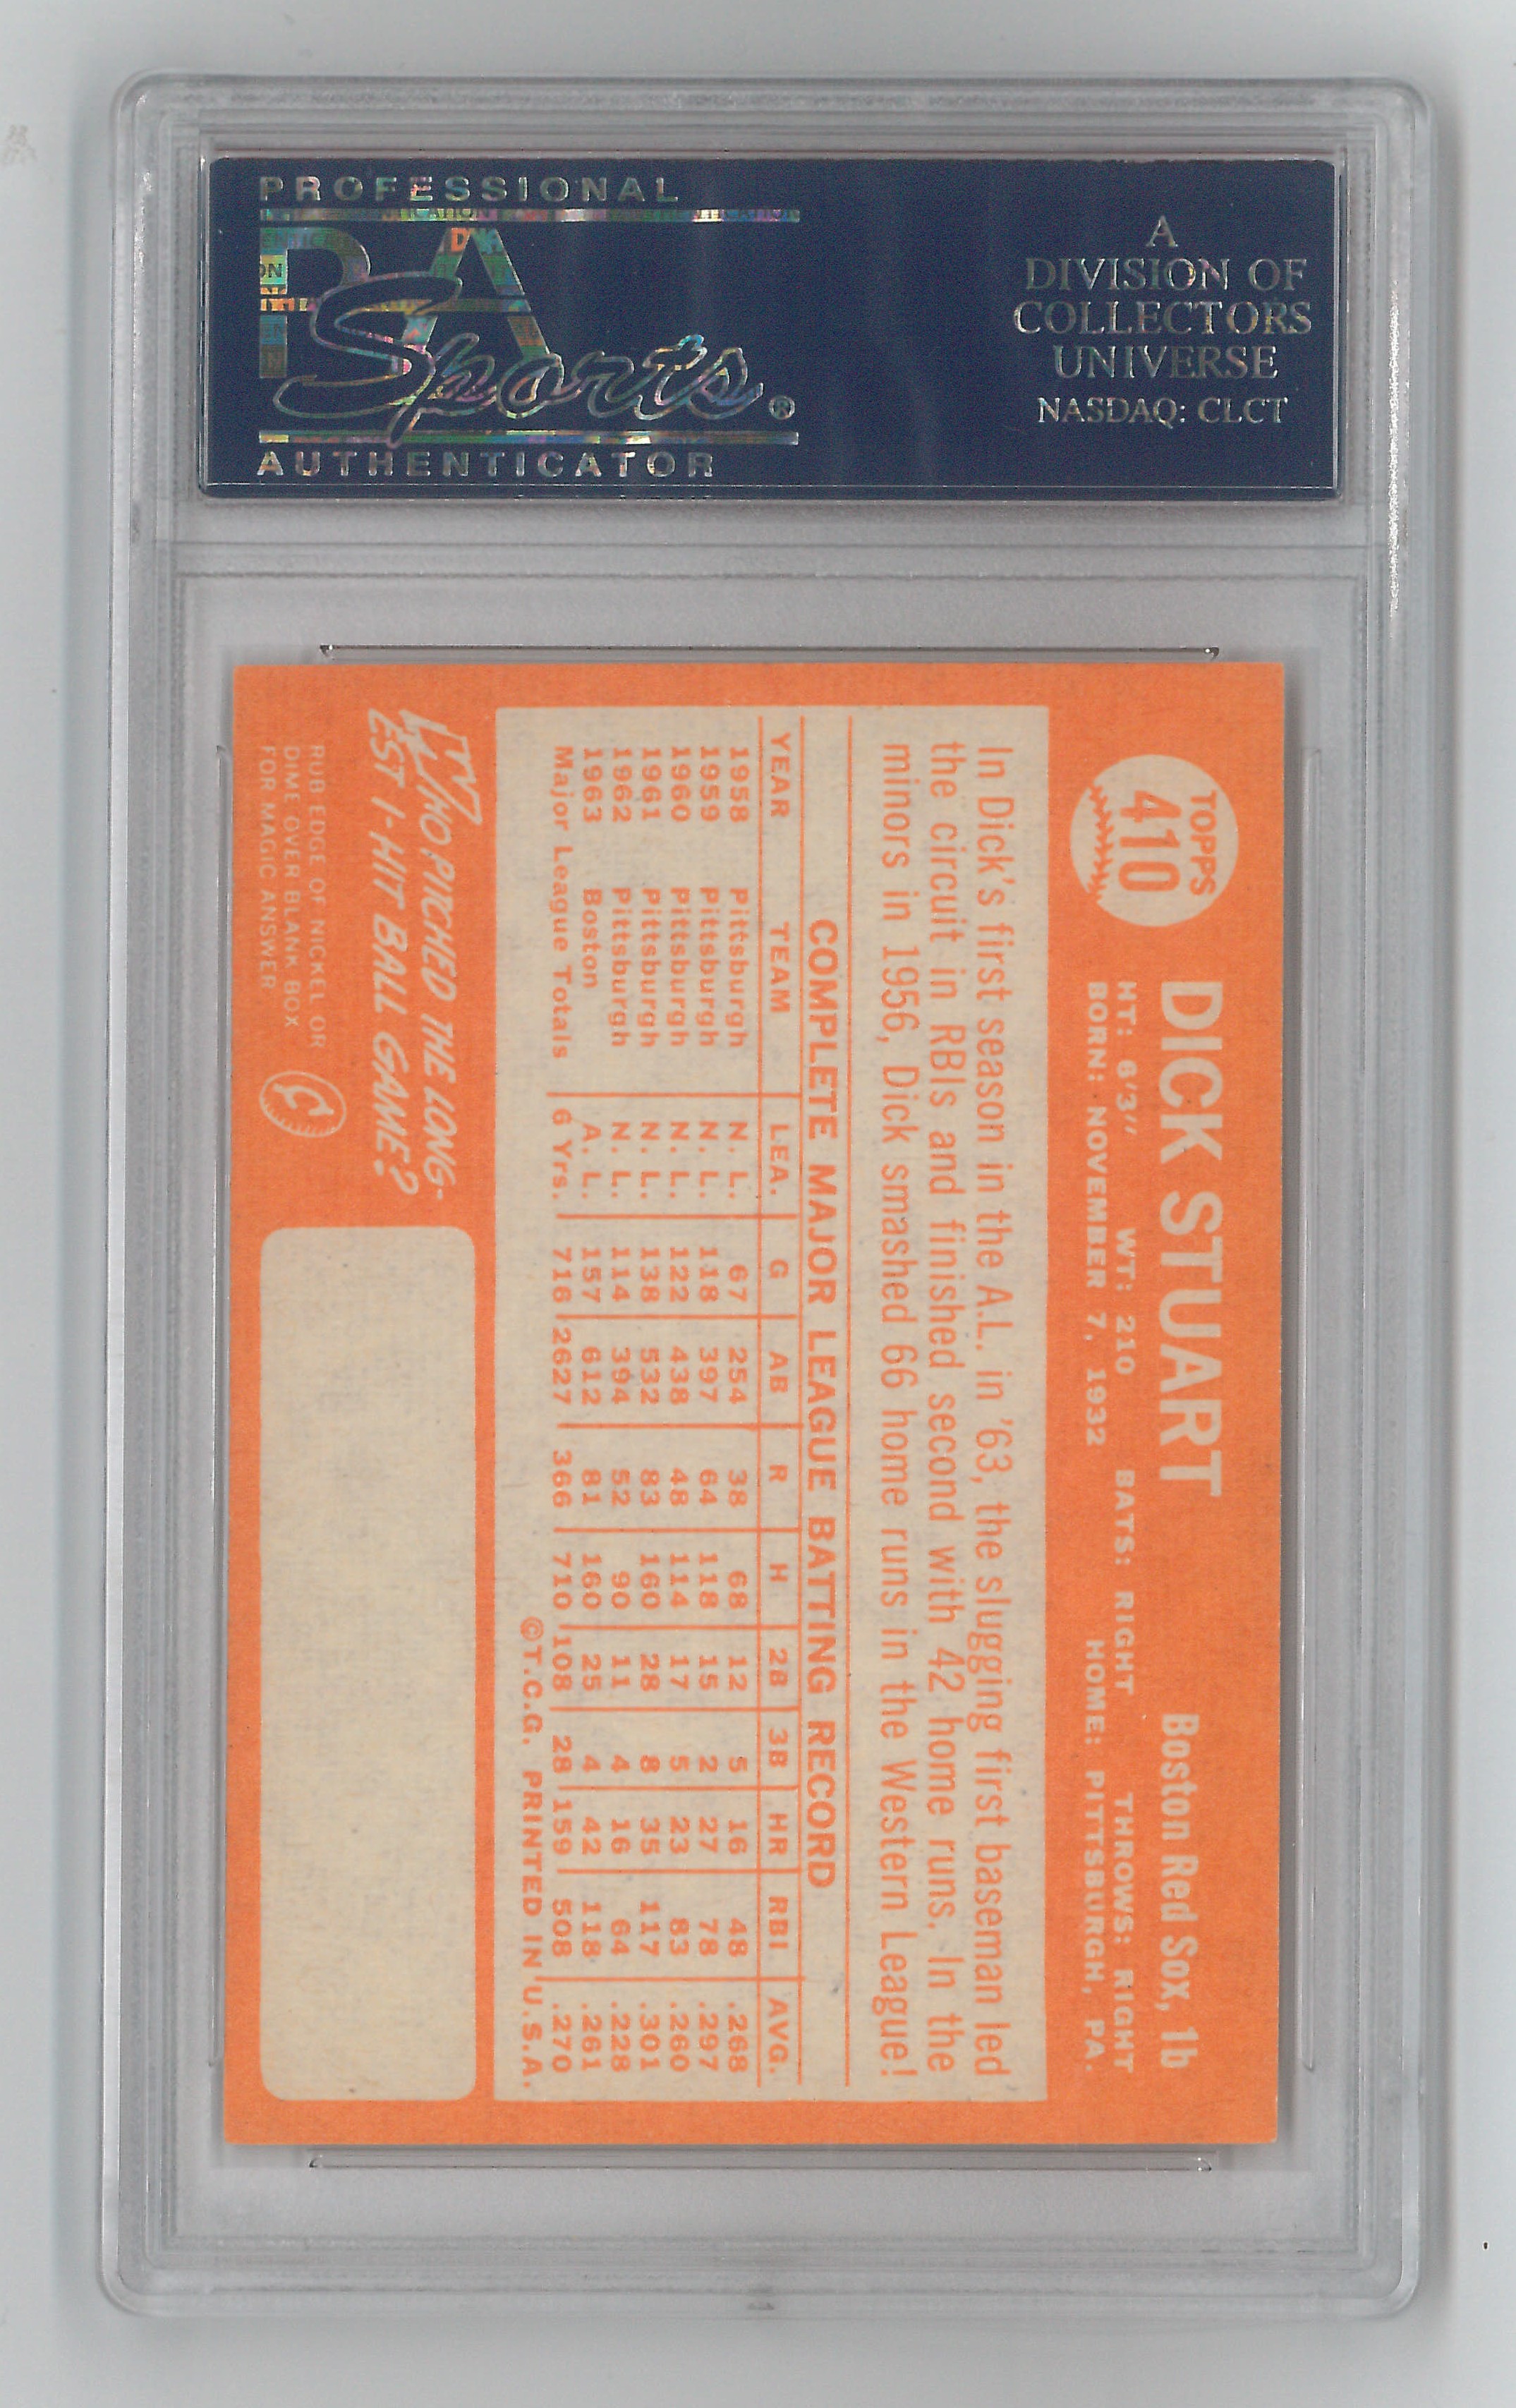 PROFESSIONAL
PSA
Sports®
AUTHENTICATOR
A
DIVISION OF
COLLECTORS
UNIVERSE
NASDAQ: CLCT
TOPPS
410
DICK STUART Boston Red Sox, 1b
HT: 6'3" WT: 210 BATS: RIGHT THROWS: RIGHT
BORN: NOVEMBER 7, 1932 HOME: PITTSBURGH, PA.
In Dick's first season in the A.L. in '63, the slugging first baseman led
the circuit in RBIs and finished second with 42 home runs. In the
minors in 1956, Dick smashed 66 home runs in the Western League!
COMPLETE MAJOR LEAGUE BATTING RECORD
YEAR TEAM LEA. G AB R H 2B 3B HR RBI AVG.
1958 Pittsburgh N. L. 67 254 38 68 12 5 16 48 .268
1959 Pittsburgh N. L. 118 397 64 118 15 2 27 78 .297
1960 Pittsburgh N. L. 122 438 48 114 17 5 23 83 .260
1961 Pittsburgh N. L. 138 532 83 160 28 8 35 117 .301
1962 Pittsburgh N. L. 114 394 52 90 11 4 16 64 .228
1963 Boston A. L. 157 612 81 160 25 4 42 118 .261
Major League Totals 6 Yrs. 716 2627 366 710 108 28 159 508 .270
©T.C.G. PRINTED IN U.S.A.
WHO PITCHED THE LONG-
EST 1-HIT BALL GAME?
RUB EDGE OF NICKEL OR
DIME OVER BLANK BOX
FOR MAGIC ANSWER